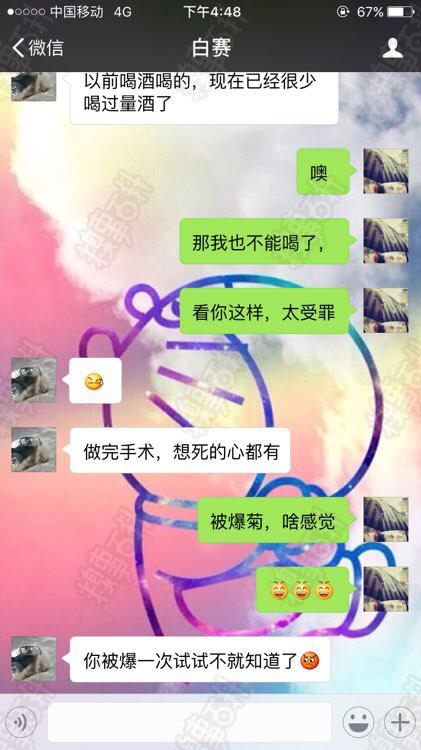 中国移动 4G 下午4:48 67%
微信 白赛
以前喝酒喝的，现在已经很少
喝过量酒了
噢
那我也不能喝了，
看你这样，太受罪
做完手术，想死的心都有
被爆菊，啥感觉
你被爆一次试试不就知道了